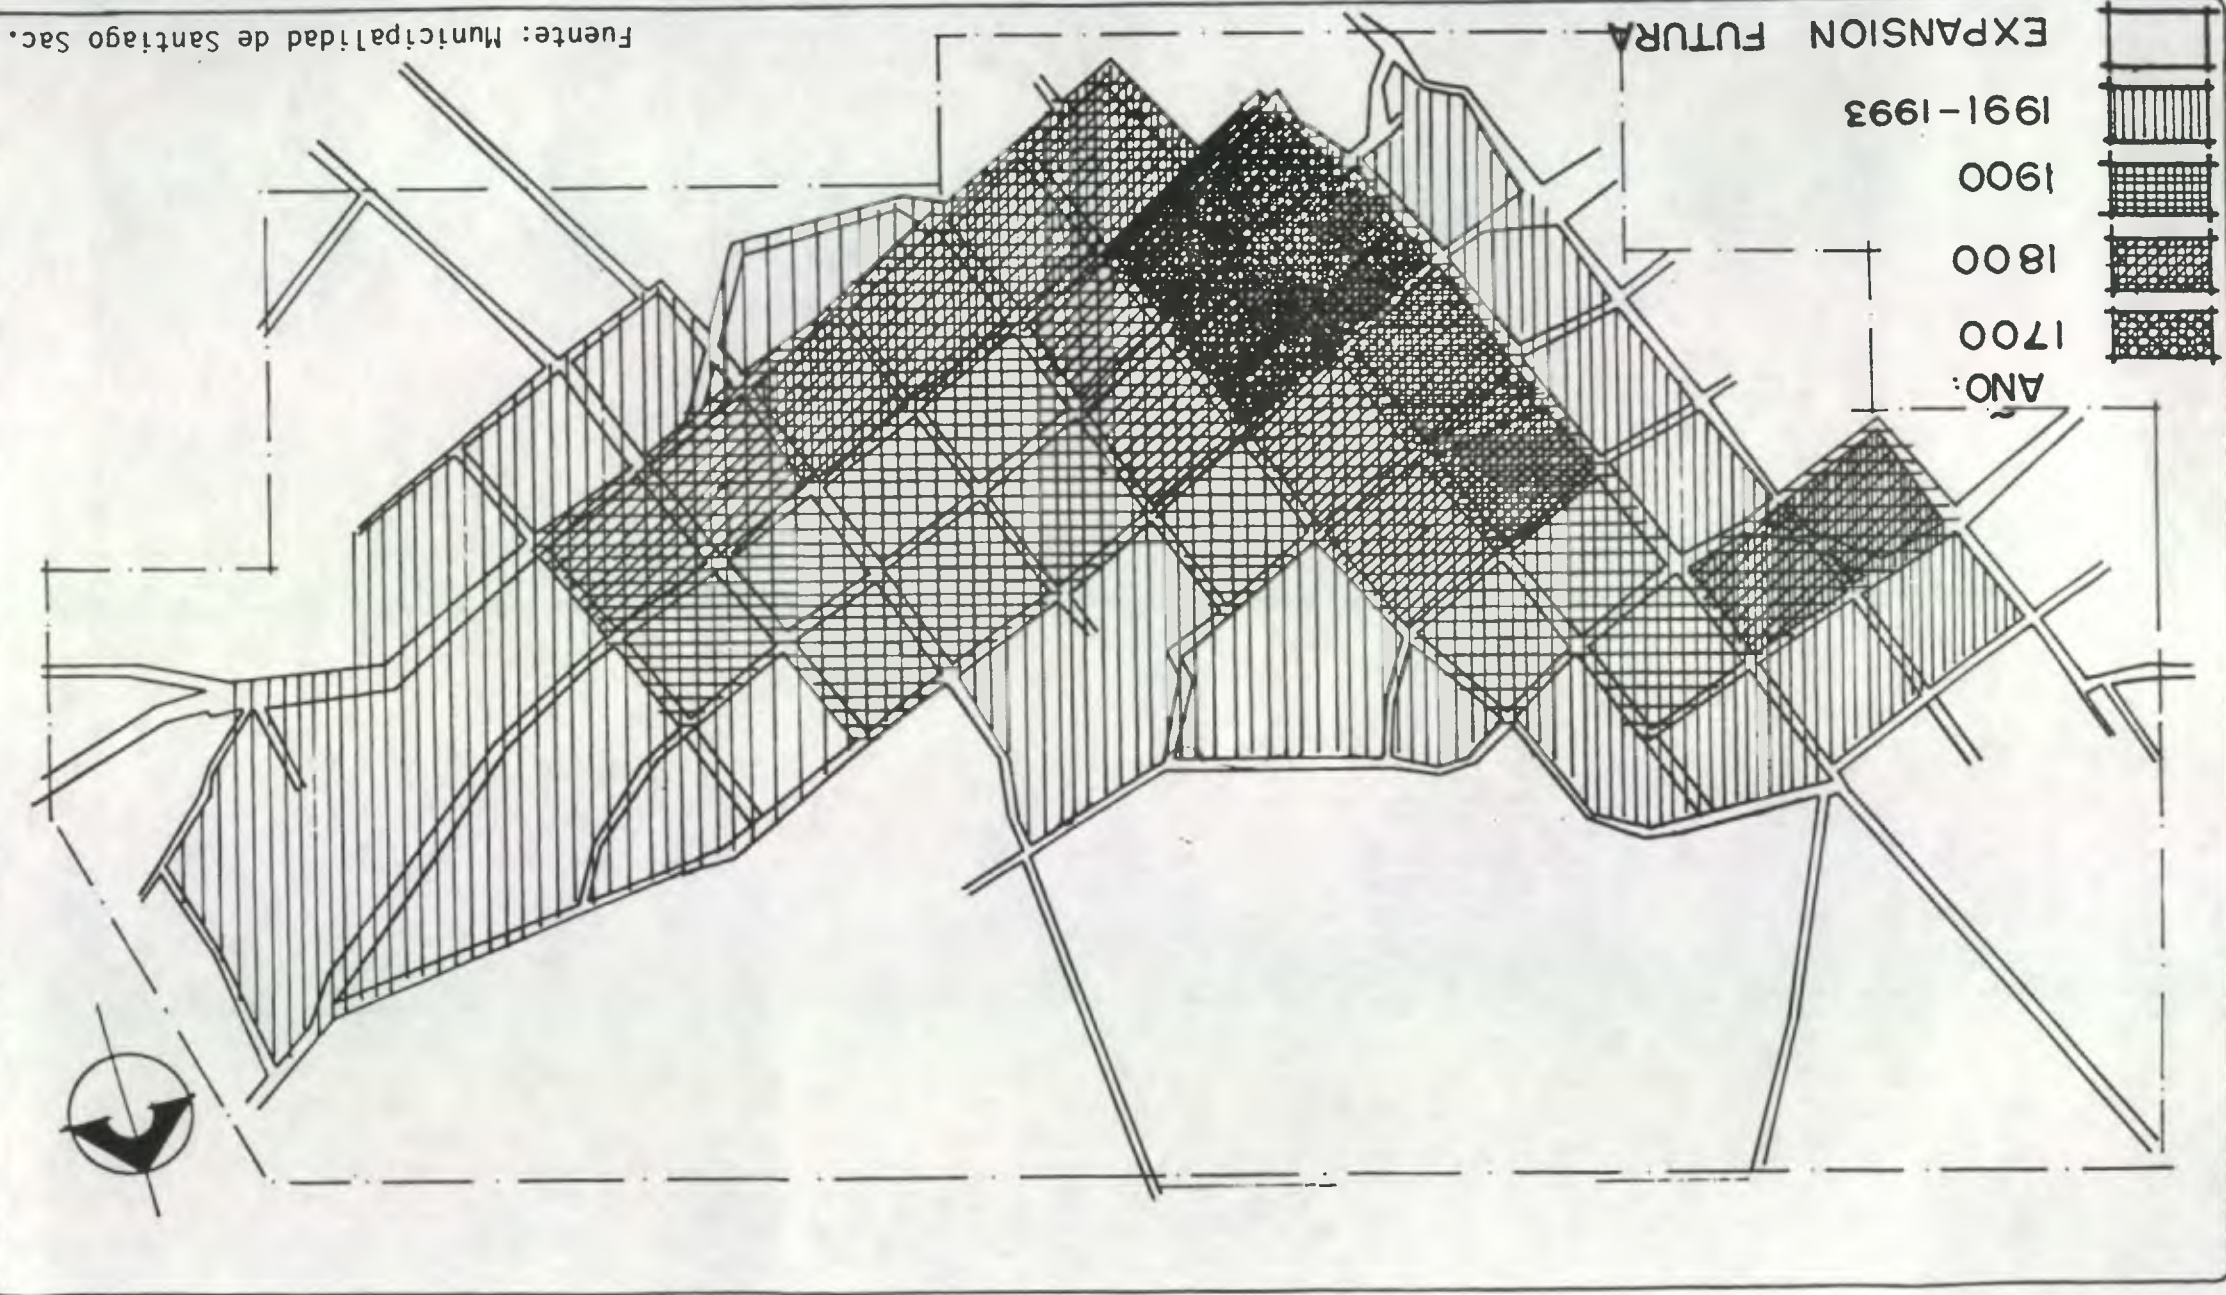 AÑO:
1700
1800
1900
1991-1993
EXPANSION FUTURA
Fuente: Municipalidad de Santiago Sac.